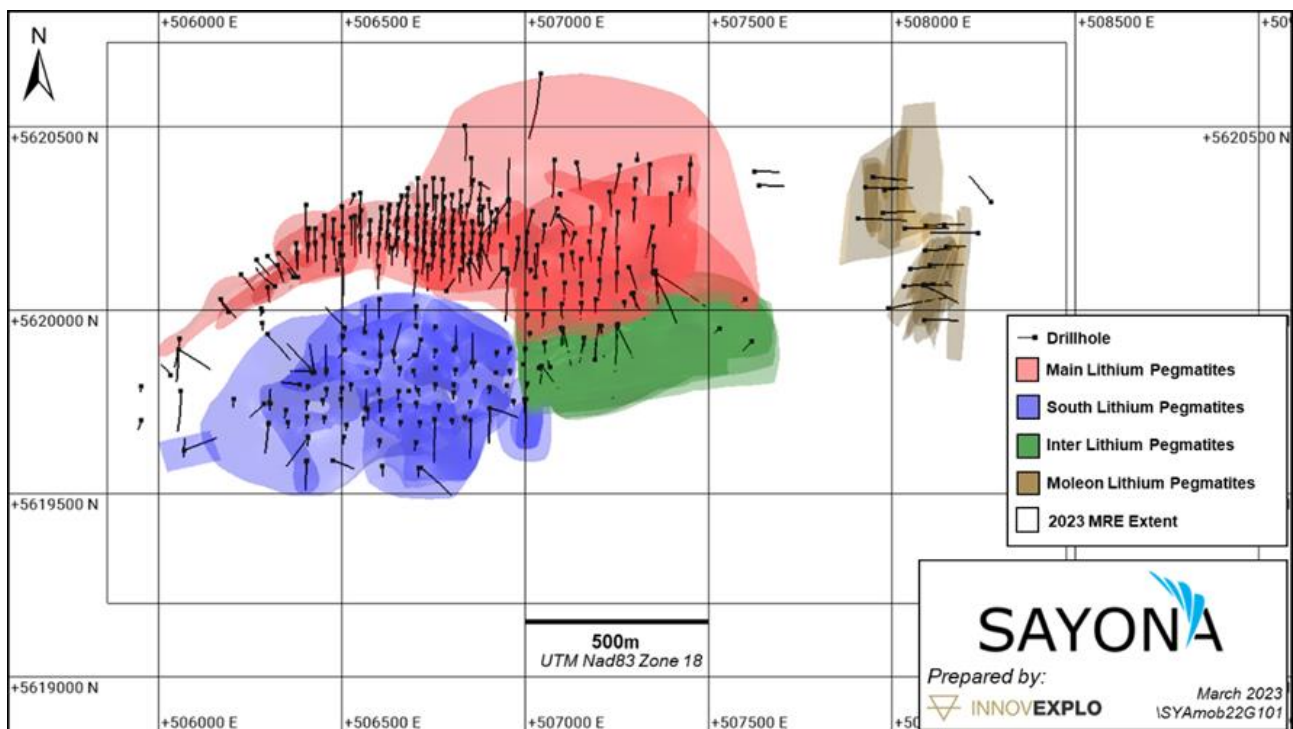 +506000 E
+506500 E
+507000 E
+507500 E
+508000 E
+508500 E
+509
N
+5620500 N
+5620500 N
+5620000 N
+5619500 N
+5619000 N
Drillhole
Main Lithium Pegmatites
South Lithium Pegmatites
Inter Lithium Pegmatites
Moleon Lithium Pegmatites
2023 MRE Extent
500m
UTM Nad83 Zone 18
SAYONA
Prepared by:
INNOVEXPLO
March 2023
\SYAmob22G101
+506000 E
+506500 E
+507000 E
+507500 E